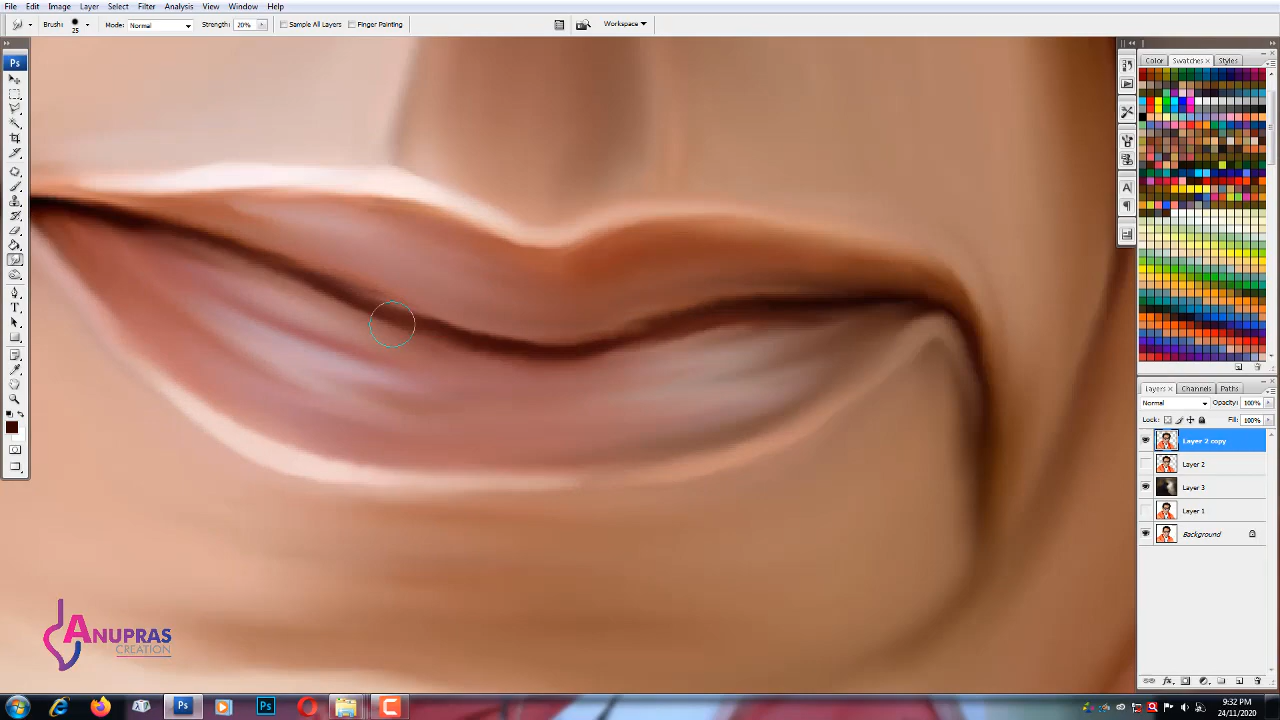 File Edit Image Layer Select Filter Analysis View Window Help
Brush: 25 Mode: Normal Strength: 20% Sample All Layers Finger Painting Workspace
Ps
Color Swatches Styles
Layers Channels Paths
Normal Opacity: 100%
Lock: Fill: 100%
Layer 2 copy
Layer 2
Layer 3
Layer 1
Background
ANUPRAS
CREATION
9:32 PM
24/11/2020